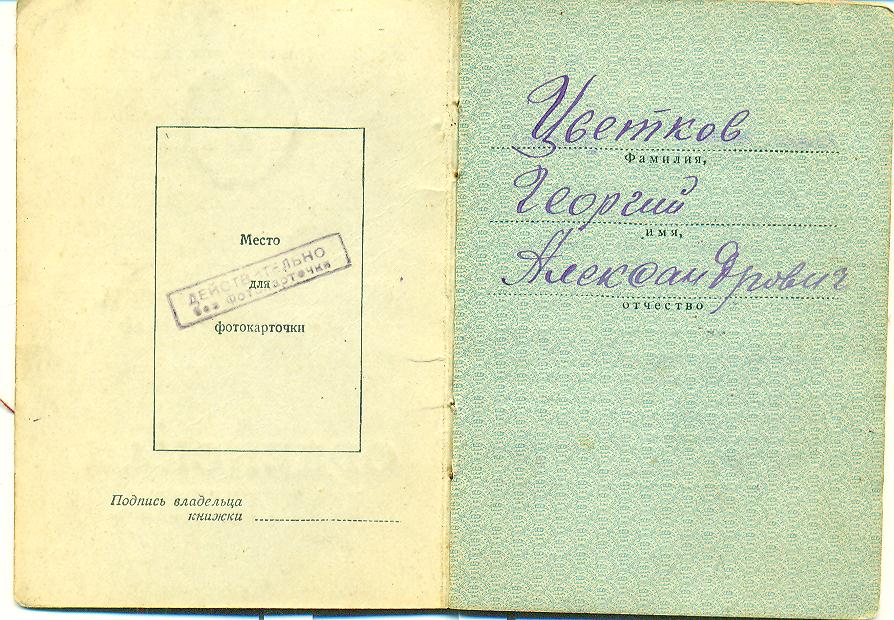 Место
ДЕЙСТВИТЕЛЬНО
без фотокарточки
для
фотокарточки
Подпись владельца
книжки
Цветков
Фамилия,
Георгий
имя,
Александрович
отчество